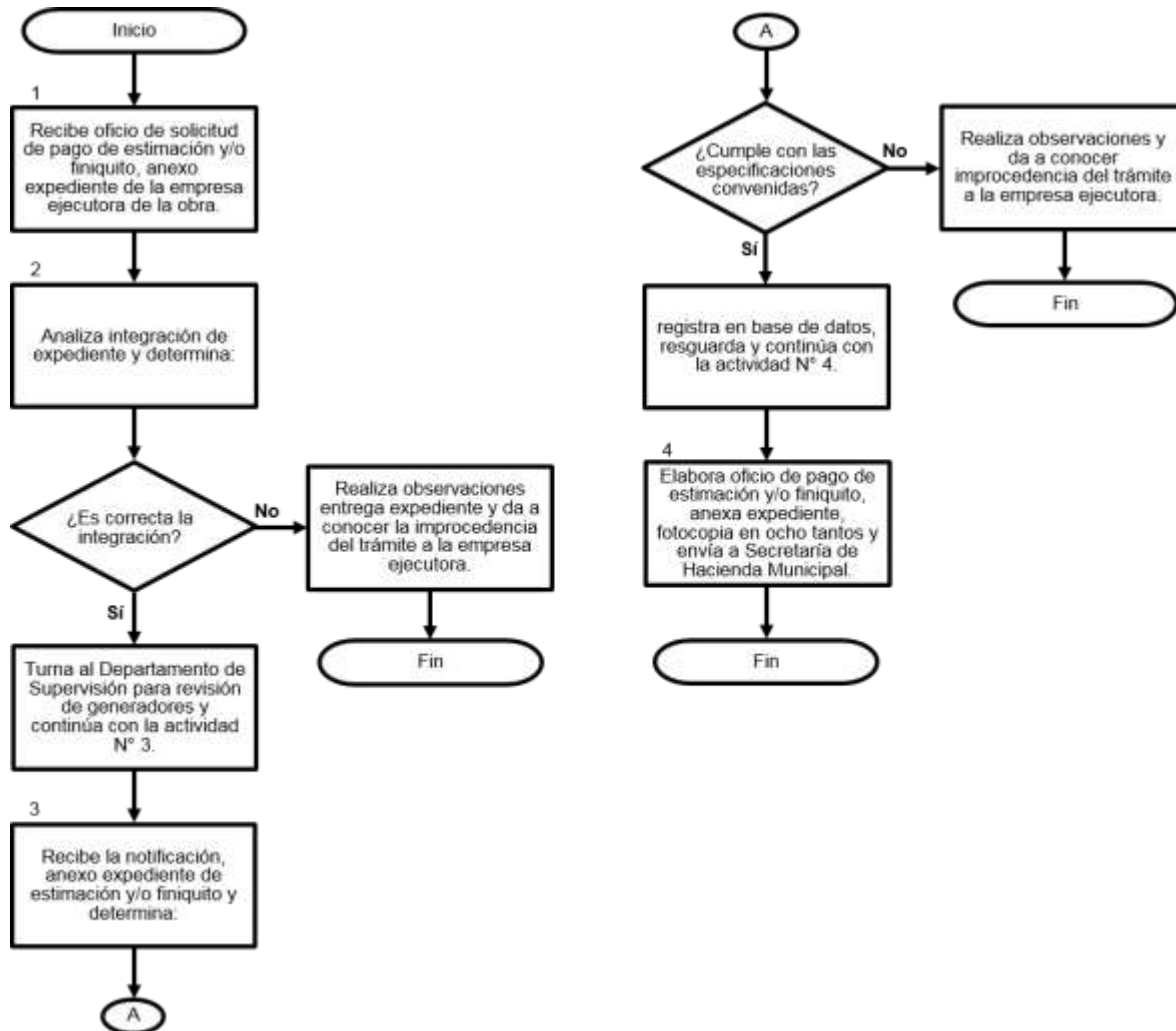 Inicio
1
Recibe oficio de solicitud
de pago de estimación y/o
finiquito, anexo
expediente de la empresa
ejecutora de la obra.
2
Analiza integración de
expediente y determina:
¿Es correcta la
integración?
No
Realiza observaciones
entrega expediente y da a
conocer la improcedencia
del trámite a la empresa
ejecutora.
Fin
Sí
Turna al Departamento de
Supervisión para revisión
de generadores y
continúa con la actividad
N° 3.
3
Recibe la notificación,
anexo expediente de
estimación y/o finiquito y
determina:
A
A
¿Cumple con las
especificaciones
convenidas?
No
Realiza observaciones y
da a conocer
improcedencia del trámite
a la empresa ejecutora.
Fin
Sí
registra en base de datos,
resguarda y continúa con
la actividad N° 4.
4
Elabora oficio de pago de
estimación y/o finiquito,
anexa expediente,
fotocopia en ocho tantos y
envía a Secretaría de
Hacienda Municipal.
Fin